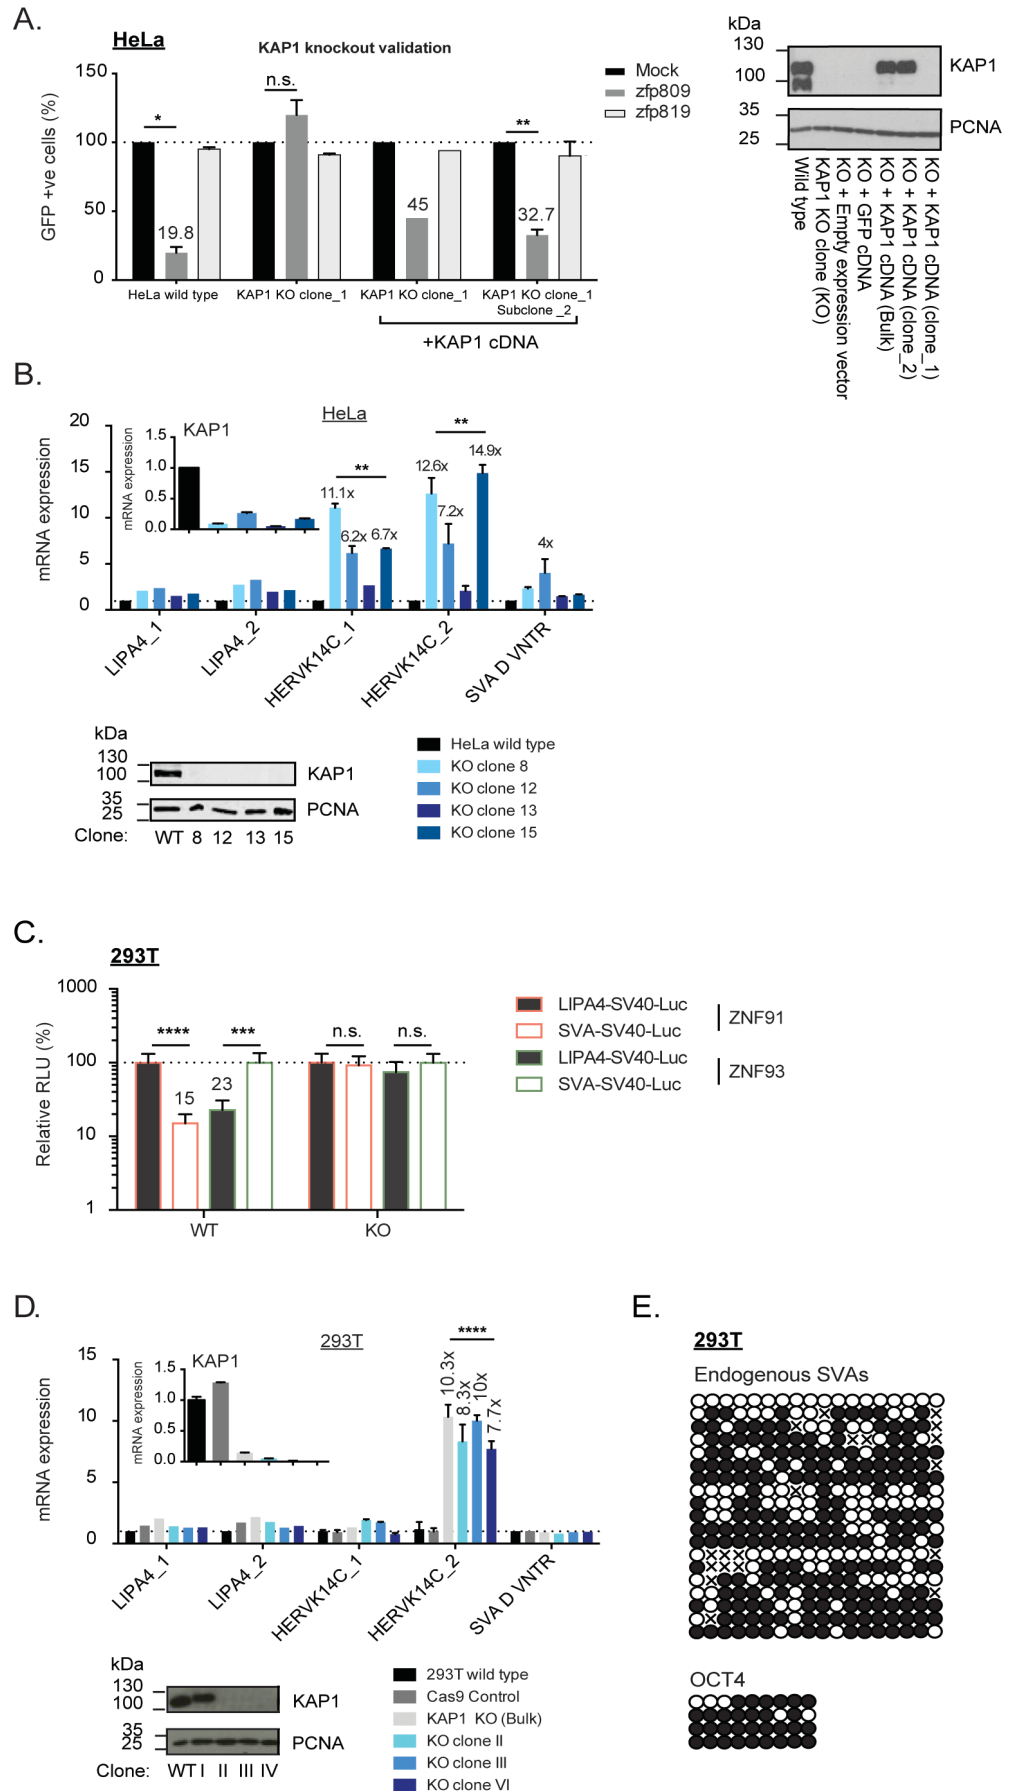 A.
HeLa
KAP1 knockout validation
GFP +ve cells (%)
150
100
50
0
*
n.s.
**
19.8
45
32.7
HeLa wild type
KAP1 KO clone_1
KAP1 KO clone_1
KAP1 KO clone_1
Subclone _2
+KAP1 cDNA
Mock
zfp809
zfp819
kDa
130
100
KAP1
35
25
PCNA
Wild type
KAP1 KO clone (KO)
KO + Empty expression vector
KO + GFP cDNA
KO + KAP1 cDNA (Bulk)
KO + KAP1 cDNA (clone_2)
KO + KAP1 cDNA (clone_1)
B.
HeLa
mRNA expression
20
15
10
5
0
KAP1
mRNA expression
1.5
1.0
0.5
0.0
**
**
11.1x
6.2x
6.7x
12.6x
7.2x
14.9x
4x
LIPA4_1
LIPA4_2
HERVK14C_1
HERVK14C_2
SVA D VNTR
kDa
130
100
KAP1
35
25
PCNA
Clone: WT 8 12 13 15
HeLa wild type
KO clone 8
KO clone 12
KO clone 13
KO clone 15
C.
293T
Relative RLU (%)
1000
100
10
1
****
***
n.s.
n.s.
15
23
WT
KO
LIPA4-SV40-Luc
SVA-SV40-Luc
ZNF91
LIPA4-SV40-Luc
SVA-SV40-Luc
ZNF93
D.
293T
mRNA expression
15
10
5
0
KAP1
mRNA expression
1.5
1.0
0.5
0.0
****
10.3x
8.3x
10x
7.7x
LIPA4_1
LIPA4_2
HERVK14C_1
HERVK14C_2
SVA D VNTR
kDa
130
100
KAP1
35
25
PCNA
Clone: WT I II III IV
293T wild type
Cas9 Control
KAP1 KO (Bulk)
KO clone II
KO clone III
KO clone VI
E.
293T
Endogenous SVAs
OCT4